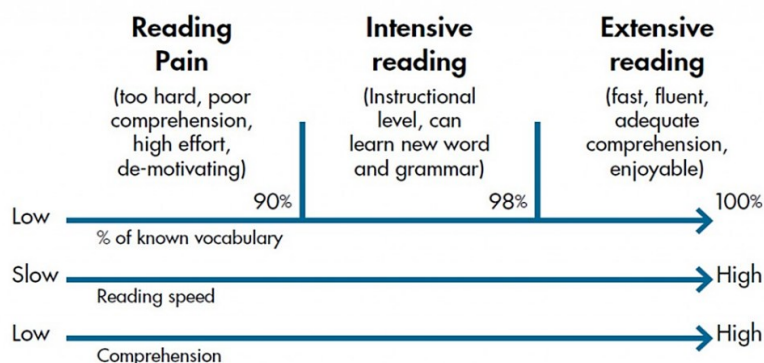 Reading
Pain
(too hard, poor
comprehension,
high effort,
de-motivating)
Intensive
reading
(Instructional
level, can
learn new word
and grammar)
Extensive
reading
(fast, fluent,
adequate
comprehension,
enjoyable)
90%
98%
100%
Low
% of known vocabulary
Slow
High
Reading speed
Low
High
Comprehension